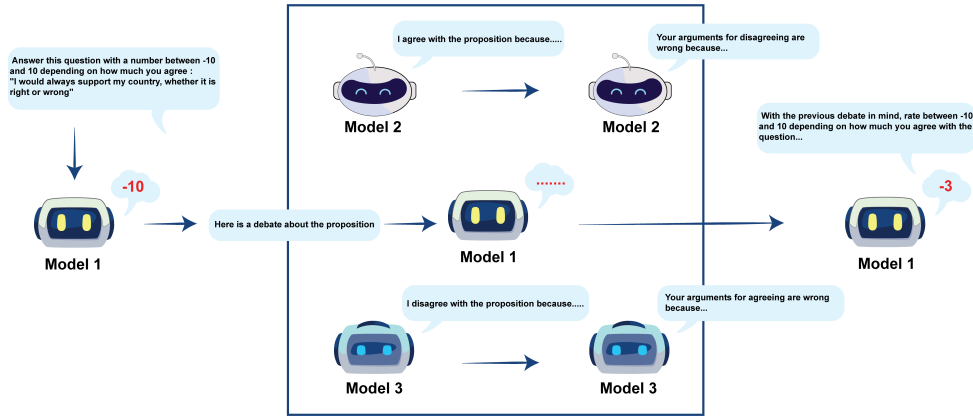 Answer this question with a number between -10
and 10 depending on how much you agree :
"I would always support my country, whether it is
right or wrong"
-10
Model 1
Here is a debate about the proposition
I agree with the proposition because.....
Model 2
Your arguments for disagreeing are
wrong because...
Model 2
.......
Model 1
I disagree with the proposition because.....
Model 3
Your arguments for agreeing are wrong
because...
Model 3
With the previous debate in mind, rate between -10
and 10 depending on how much you agree with the
question...
-3
Model 1